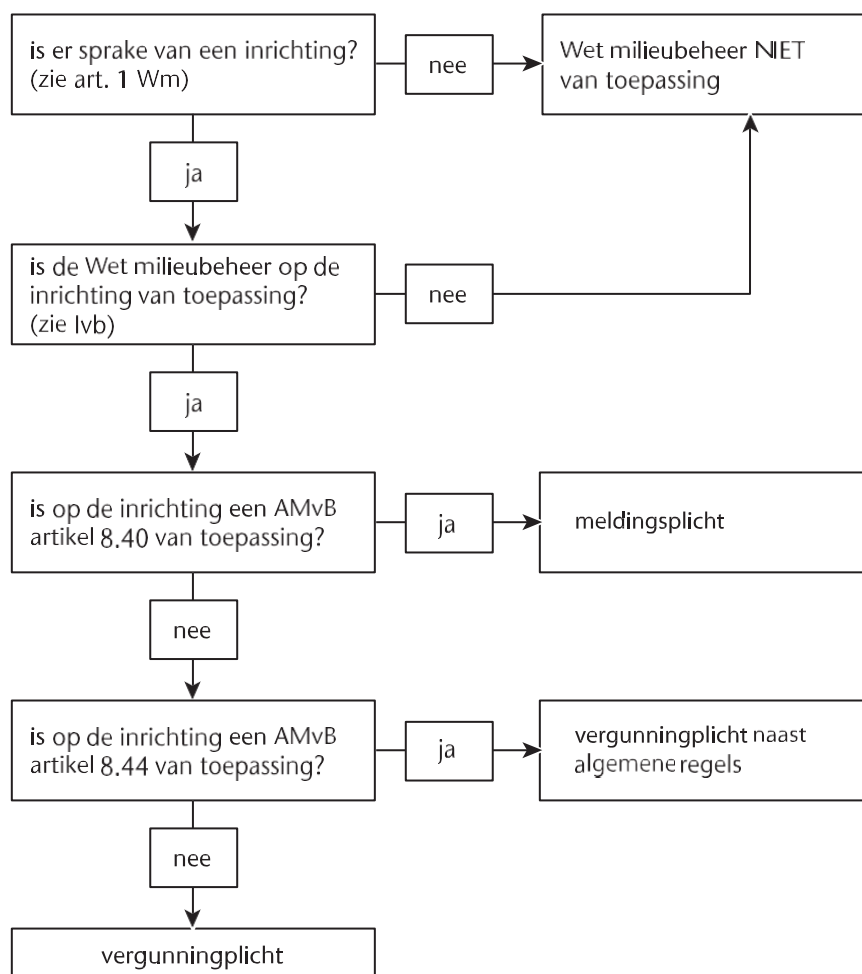 is er sprake van een inrichting?
(zie art. 1 Wm)
nee
Wet milieubeheer NIET
van toepassing
ja
is de Wet milieubeheer op de
inrichting van toepassing?
(zie Ivb)
nee
ja
is op de inrichting een AMvB
artikel 8.40 van toepassing?
ja
meldingsplicht
nee
is op de inrichting een AMvB
artikel 8.44 van toepassing?
ja
vergunningplicht naast
algemene regels
nee
vergunningplicht